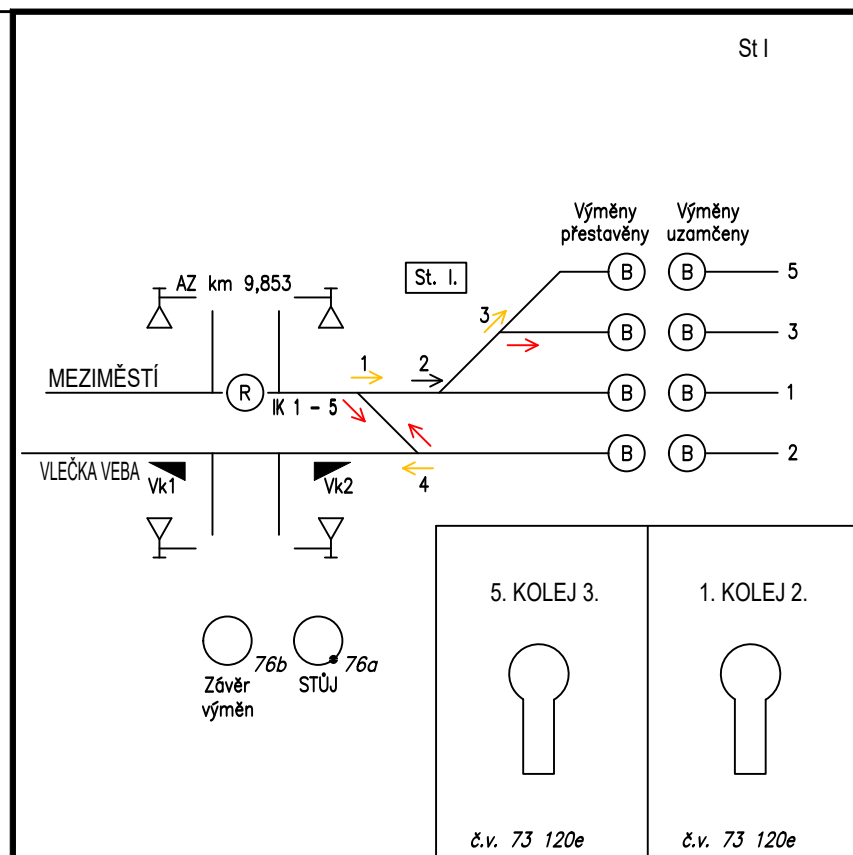 St I
Výměny
přestavěny
Výměny
uzamčeny
AZ km 9,853
St. I.
B B 5
3
B B 3
1
2
MEZIMĚSTÍ
R
IK 1 – 5
B B 1
B B 2
VLEČKA VEBA
Vk1
Vk2
4
5. KOLEJ 3.
1. KOLEJ 2.
76b
76a
Závěr
výměn
STŮJ
č.v. 73 120e
č.v. 73 120e